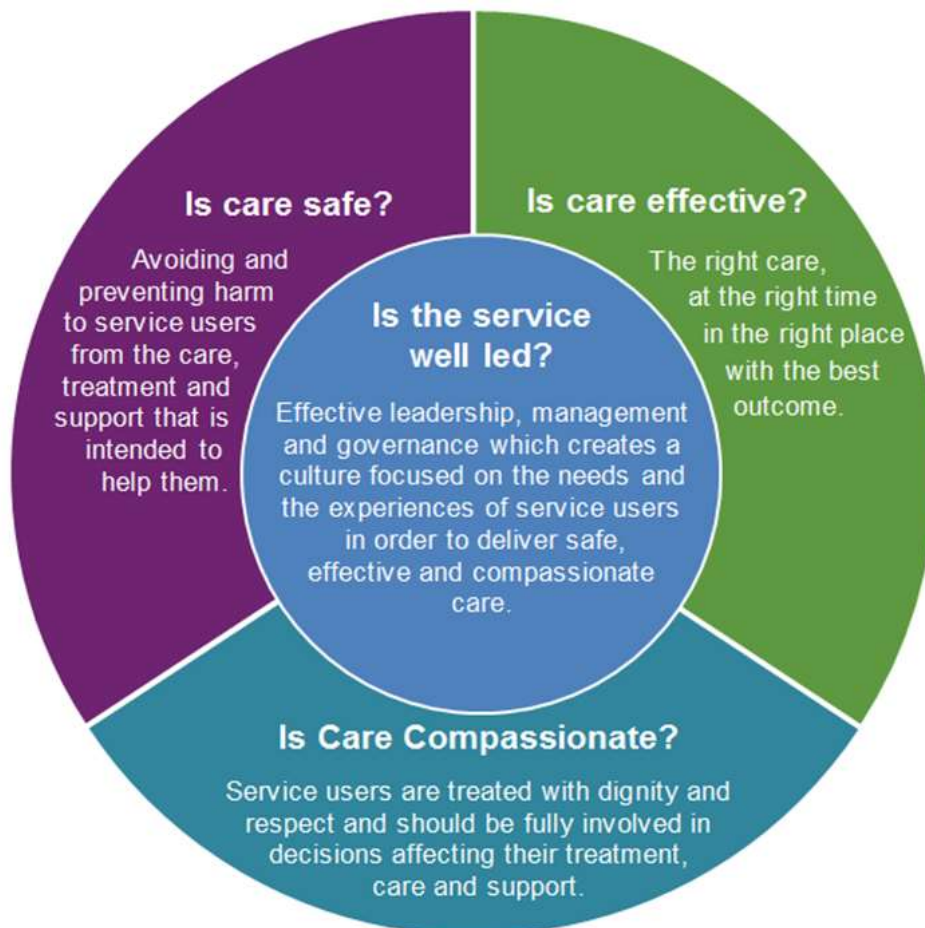 Is care safe?
Avoiding and
preventing harm
to service users
from the care,
treatment and
support that is
intended to
help them.
Is care effective?
The right care,
at the right time
in the right place
with the best
outcome.
Is the service
well led?
Effective leadership, management
and governance which creates a
culture focused on the needs and
the experiences of service users
in order to deliver safe,
effective and compassionate
care.
Is Care Compassionate?
Service users are treated with dignity and
respect and should be fully involved in
decisions affecting their treatment,
care and support.